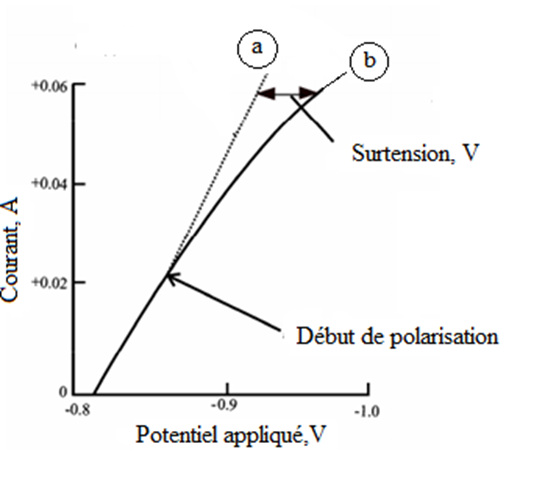 a
b
+0.06
Surtension, V
+0.04
Courant, A
+0.02
Début de polarisation
0
-0.8
-0.9
-1.0
Potentiel appliqué,V